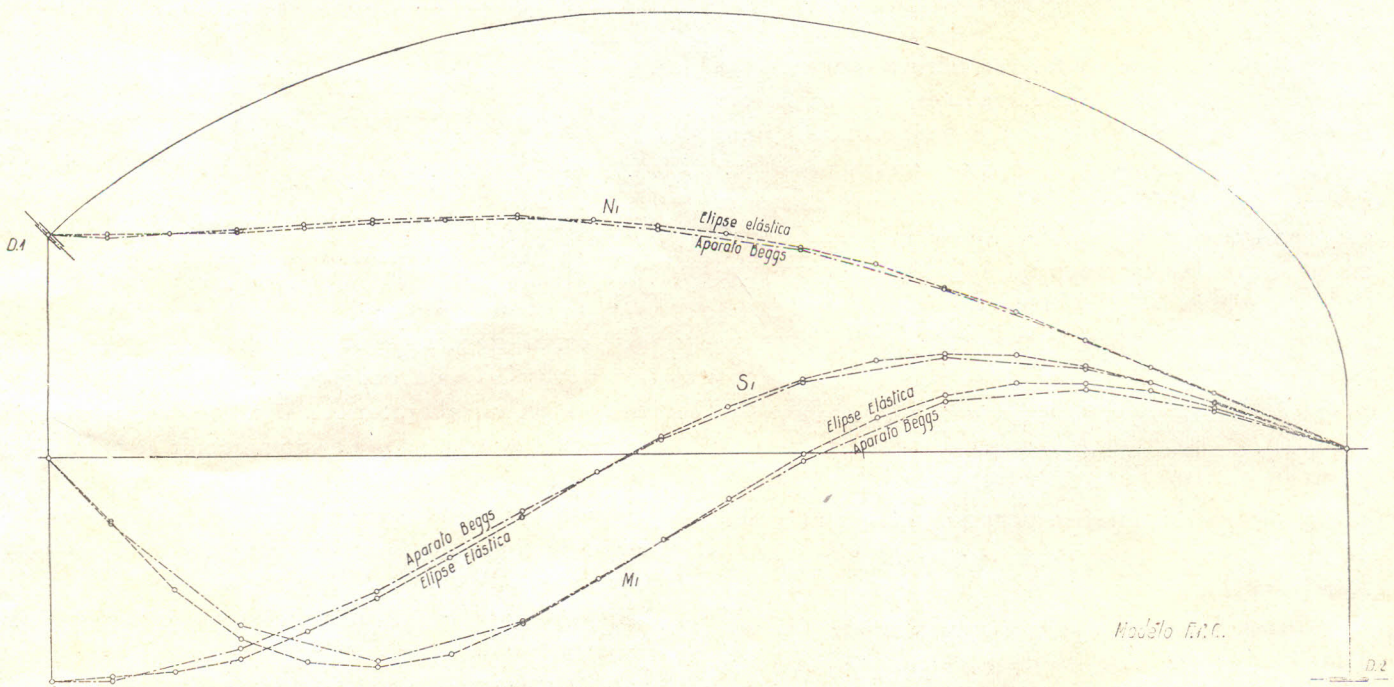 D.1
N1
Elipse elástica
Aparato Beggs
S1
Elipse Elástica
Aparato Beggs
Aparato Beggs
Elipse Elástica
M1
Modelo
D.2